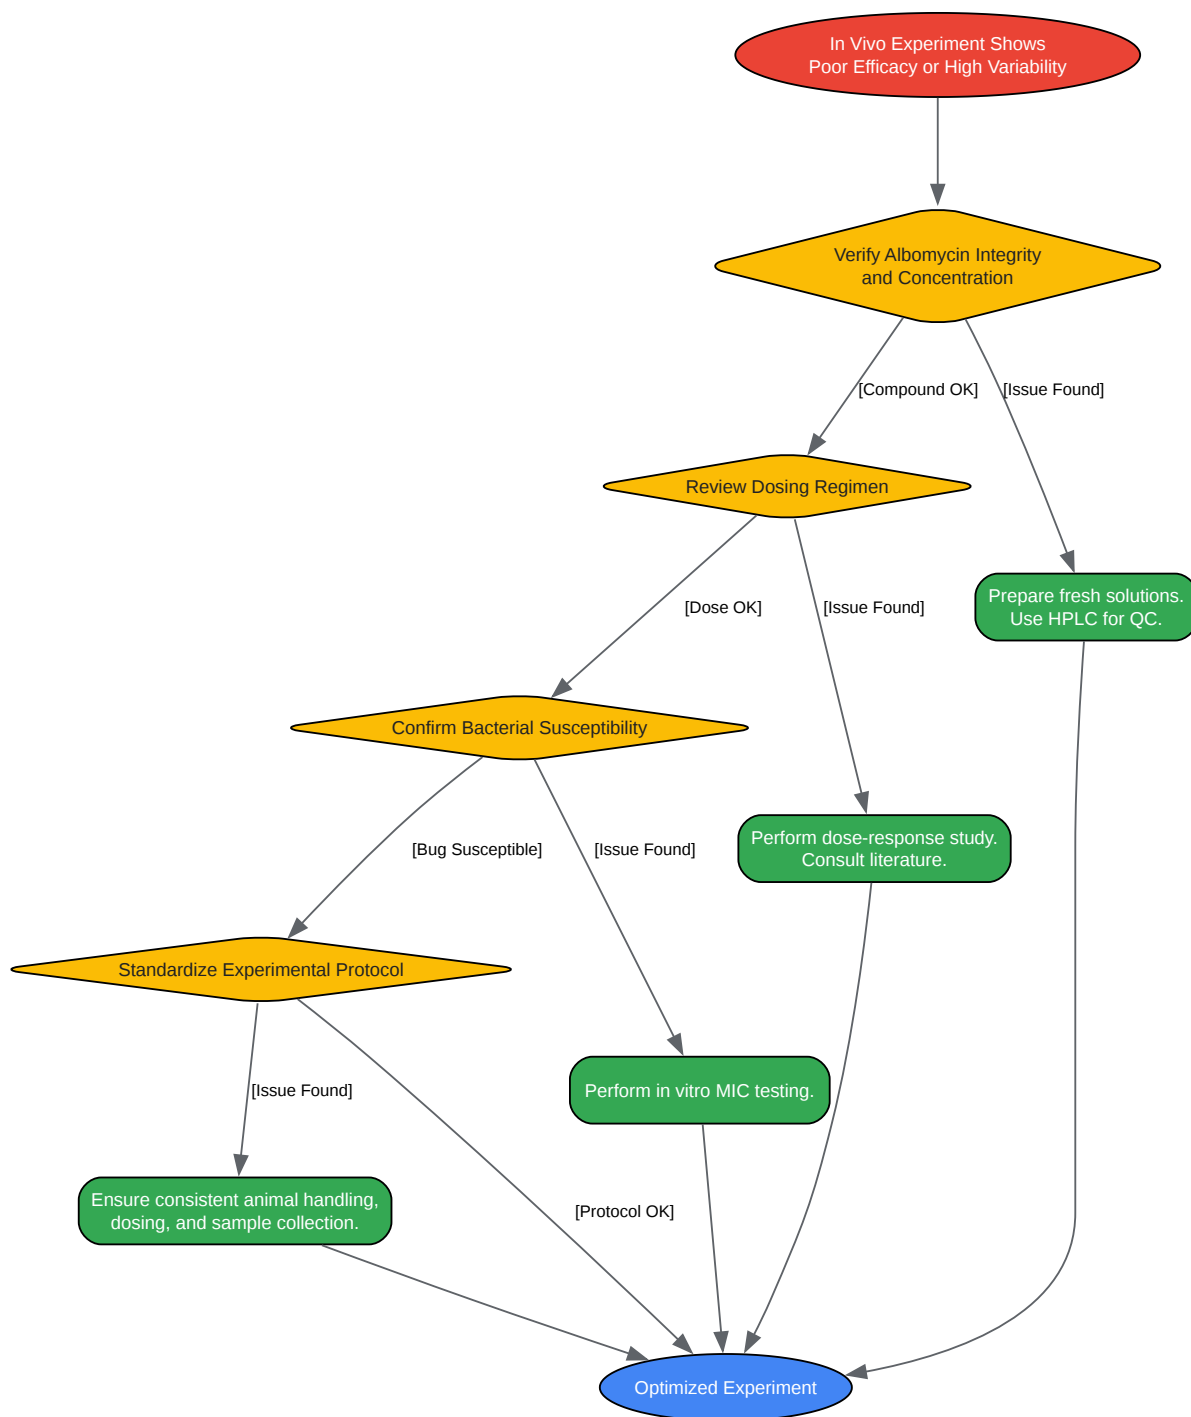 In Vivo Experiment Shows
Poor Efficacy or High Variability
Verify Albomycin Integrity
and Concentration
[Compound OK]
[Issue Found]
Review Dosing Regimen
Prepare fresh solutions.
Use HPLC for QC.
[Dose OK]
[Issue Found]
Confirm Bacterial Susceptibility
Perform dose-response study.
Consult literature.
[Bug Susceptible]
[Issue Found]
Standardize Experimental Protocol
Perform in vitro MIC testing.
[Issue Found]
Ensure consistent animal handling,
dosing, and sample collection.
[Protocol OK]
Optimized Experiment